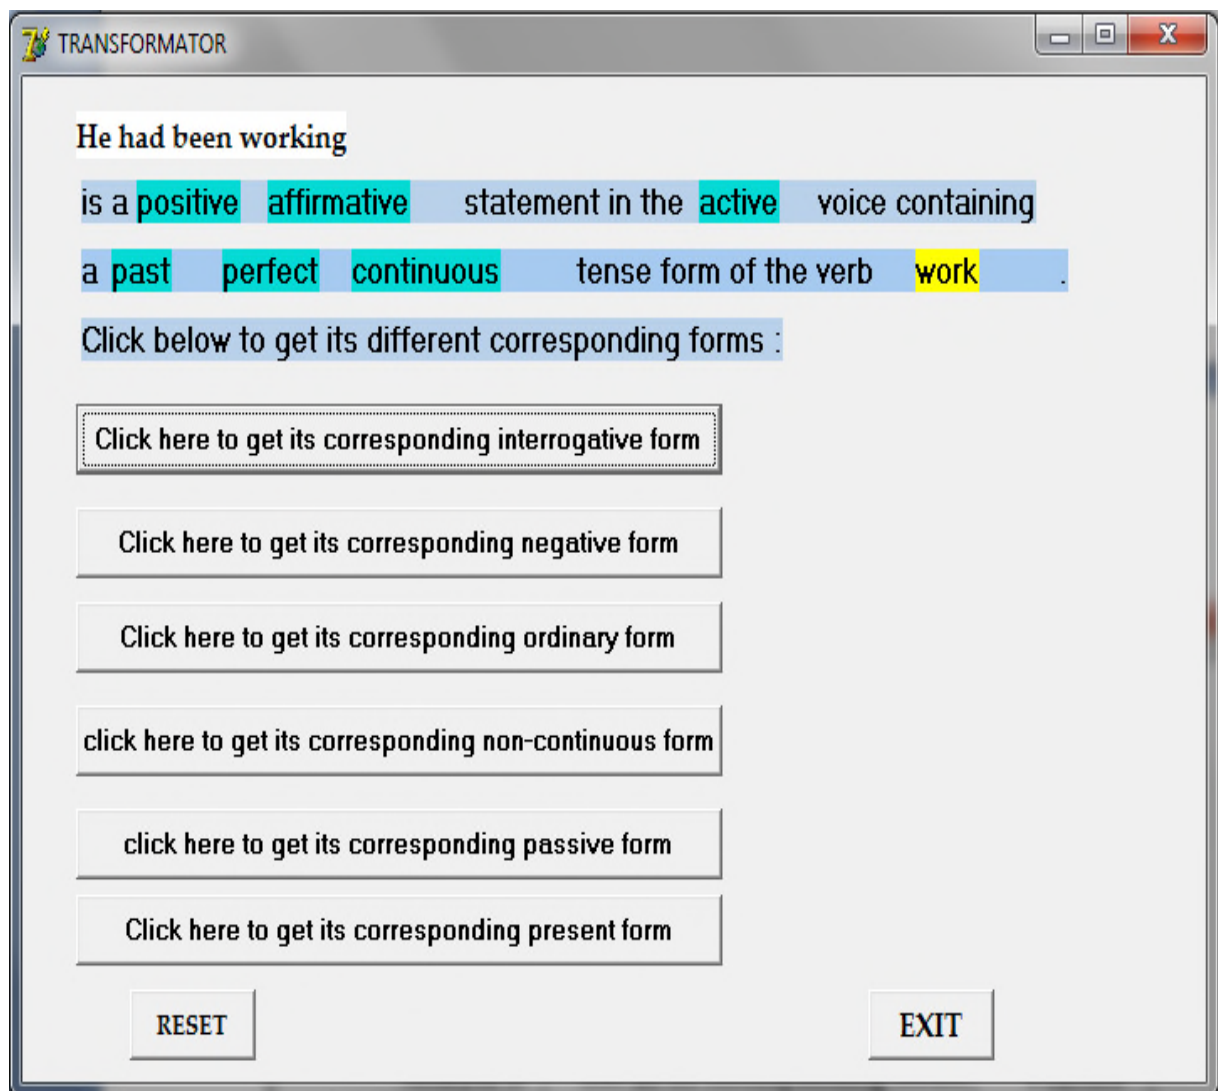 TRANSFORMATOR
He had been working
is a positive affirmative statement in the active voice containing
a past perfect continuous tense form of the verb work .
Click below to get its different corresponding forms :
Click here to get its corresponding interrogative form
Click here to get its corresponding negative form
Click here to get its corresponding ordinary form
click here to get its corresponding non-continuous form
click here to get its corresponding passive form
Click here to get its corresponding present form
RESET EXIT